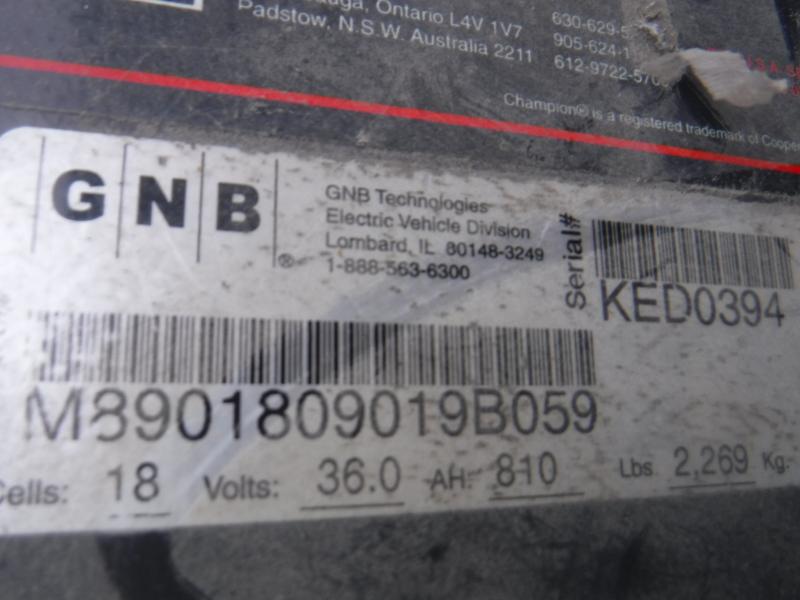 Ontario L4V 1V7
Padstow, N.S.W. Australia 2211
630-629-
905-624-1
612-9722-570
Champion® is a registered trademark of Cooper
GNB®
GNB Technologies
Electric Vehicle Division
Lombard, IL 80148-3249
1-888-563-6300
Serial#
KED0394
M8901809019B059
Cells: 18 Volts: 36.0 AH: 810 Lbs 2,269 Kg.